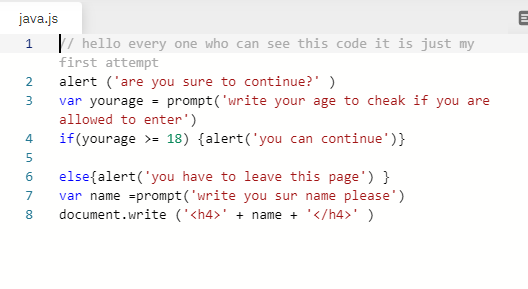 java.js
1 // hello every one who can see this code it is just my
first attempt
2 alert ('are you sure to continue?' )
3 var yourage = prompt('write your age to cheak if you are
allowed to enter')
4 if(yourage >= 18) {alert('you can continue')}
5
6 else{alert('you have to leave this page') }
7 var name =prompt('write you sur name please')
8 document.write ('<h4>' + name + '</h4>' )